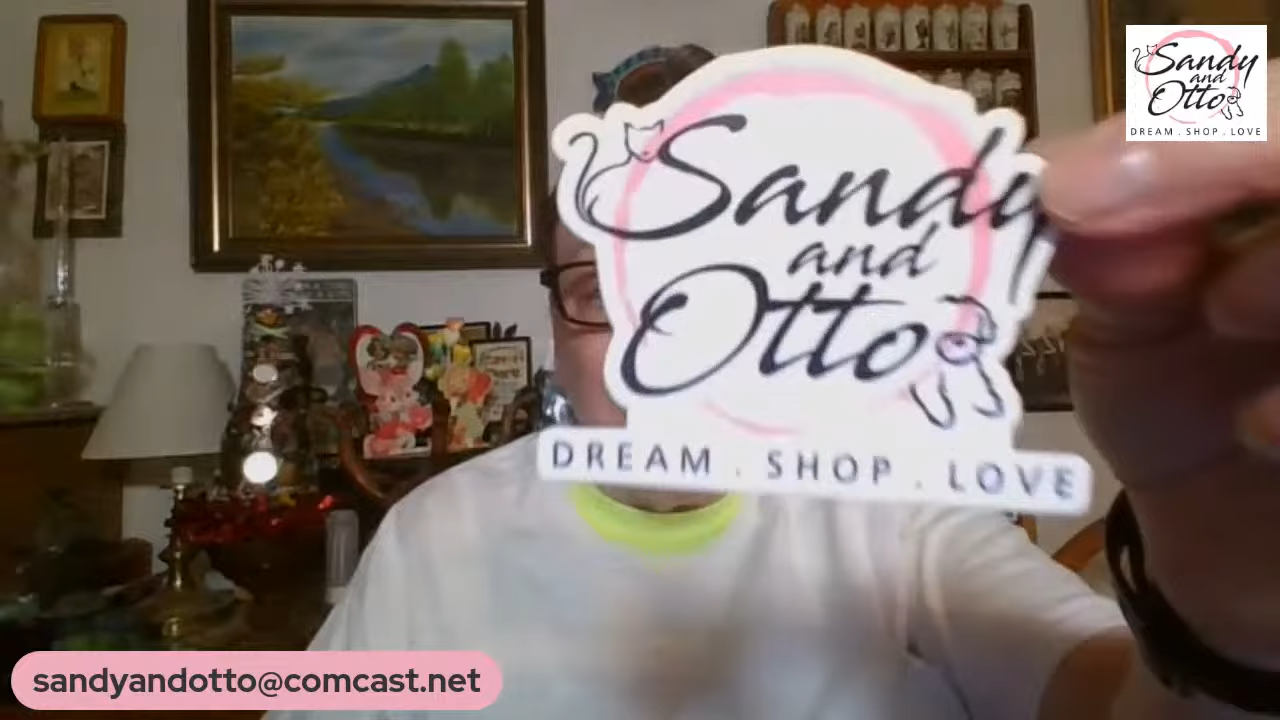 Sandy
and
Otto
DREAM . SHOP . LOVE
Sandy
and
Otto
DREAM . SHOP . LOVE
sandyandotto@comcast.net